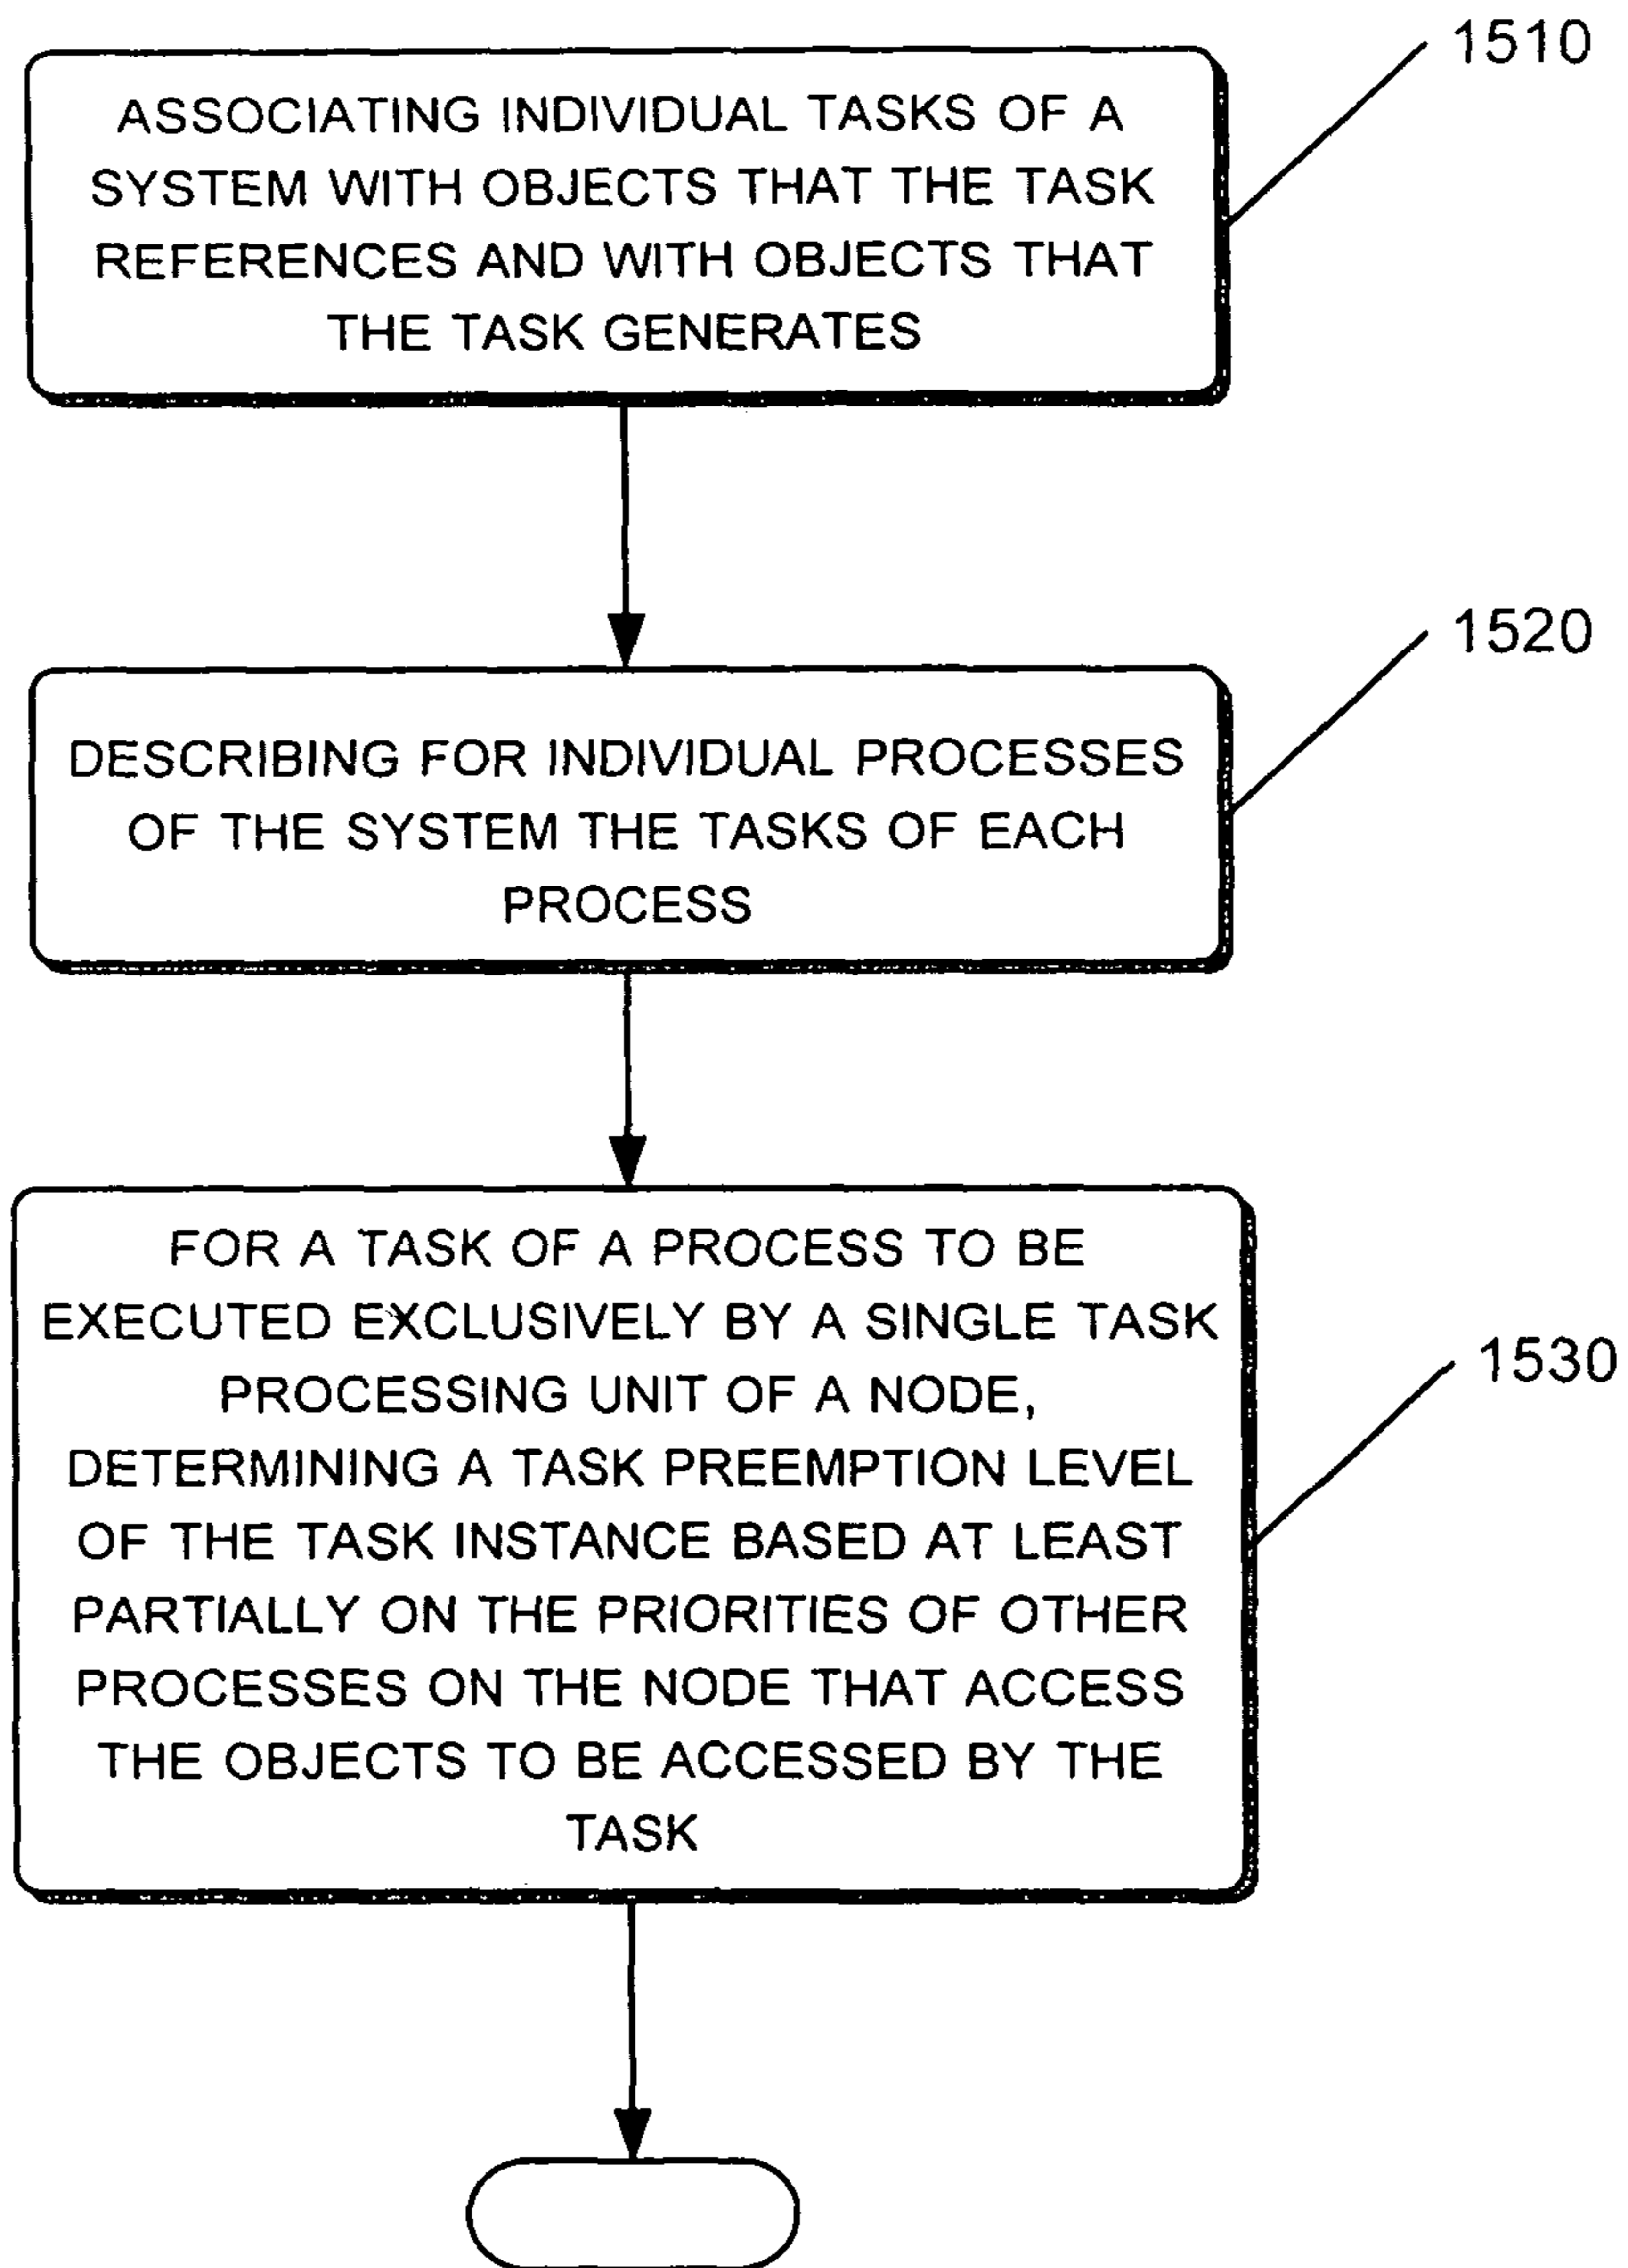 1510
ASSOCIATING INDIVIDUAL TASKS OF A
SYSTEM WITH OBJECTS THAT THE TASK
REFERENCES AND WITH OBJECTS THAT
THE TASK GENERATES
1520
DESCRIBING FOR INDIVIDUAL PROCESSES
OF THE SYSTEM THE TASKS OF EACH
PROCESS
1530
FOR A TASK OF A PROCESS TO BE
EXECUTED EXCLUSIVELY BY A SINGLE TASK
PROCESSING UNIT OF A NODE,
DETERMINING A TASK PREEMPTION LEVEL
OF THE TASK INSTANCE BASED AT LEAST
PARTIALLY ON THE PRIORITIES OF OTHER
PROCESSES ON THE NODE THAT ACCESS
THE OBJECTS TO BE ACCESSED BY THE
TASK